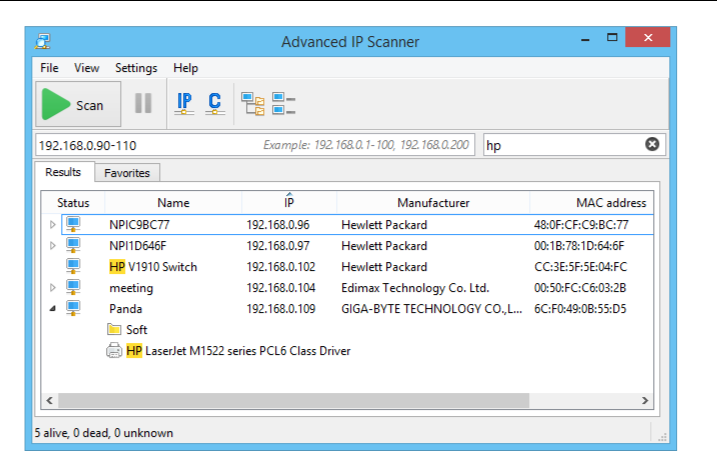 Advanced IP Scanner
File View Settings Help
Scan IP C
192.168.0.90-110 Example: 192.168.0.1-100, 192.168.0.200 hp
Results Favorites
Status Name IP Manufacturer MAC address
NPIC9BC77 192.168.0.96 Hewlett Packard 48:0F:CF:C9:BC:77
NPI1D646F 192.168.0.97 Hewlett Packard 00:1B:78:1D:64:6F
HP V1910 Switch 192.168.0.102 Hewlett Packard CC:3E:5F:5E:04:FC
meeting 192.168.0.104 Edimax Technology Co. Ltd. 00:50:FC:C6:03:2B
Panda 192.168.0.109 GIGA-BYTE TECHNOLOGY CO.,L... 6C:F0:49:0B:55:D5
Soft
HP LaserJet M1522 series PCL6 Class Driver
5 alive, 0 dead, 0 unknown